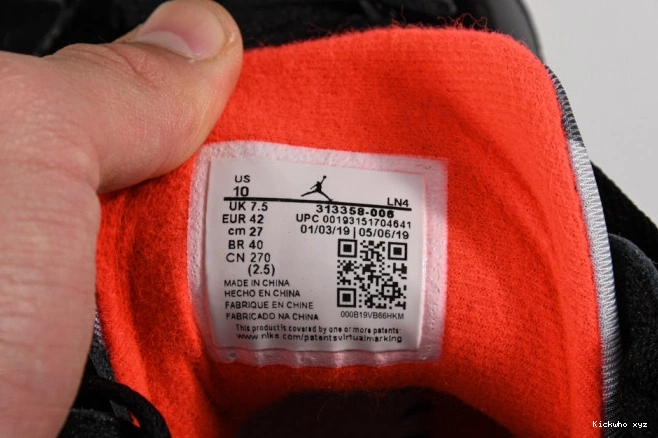 US
10
LN4
UK 7.5
313358-006
EUR 42
UPC 00193151704641
cm 27
01/03/19 | 05/06/19
BR 40
CN 270
(2.5)
MADE IN CHINA
HECHO EN CHINA
FABRIQUE EN CHINE
FABRICADO NA CHINA
000B19VB66HKM
This product is covered by one or more patents:
www.nike.com/patentsvirtualmarking
Kickwho xyz